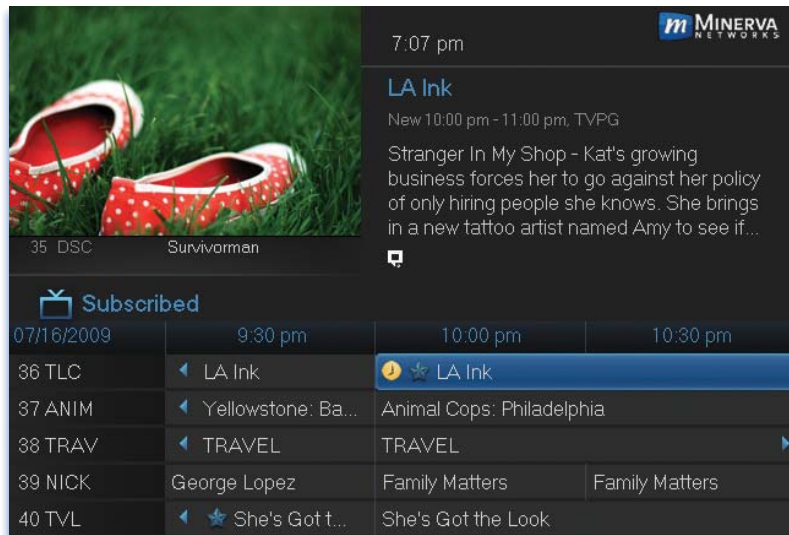 m MINERVA
NETWORKS
7:07 pm
LA Ink
New 10:00 pm - 11:00 pm, TVPG
Stranger In My Shop - Kat's growing
business forces her to go against her policy
of only hiring people she knows. She brings
in a new tattoo artist named Amy to see if...
35 DSC Survivorman
Subscribed
07/16/2009 9:30 pm 10:00 pm 10:30 pm
36 TLC LA Ink LA Ink
37 ANIM Yellowstone: Ba... Animal Cops: Philadelphia
38 TRAV TRAVEL TRAVEL
39 NICK George Lopez Family Matters Family Matters
40 TVL She's Got t... She's Got the Look